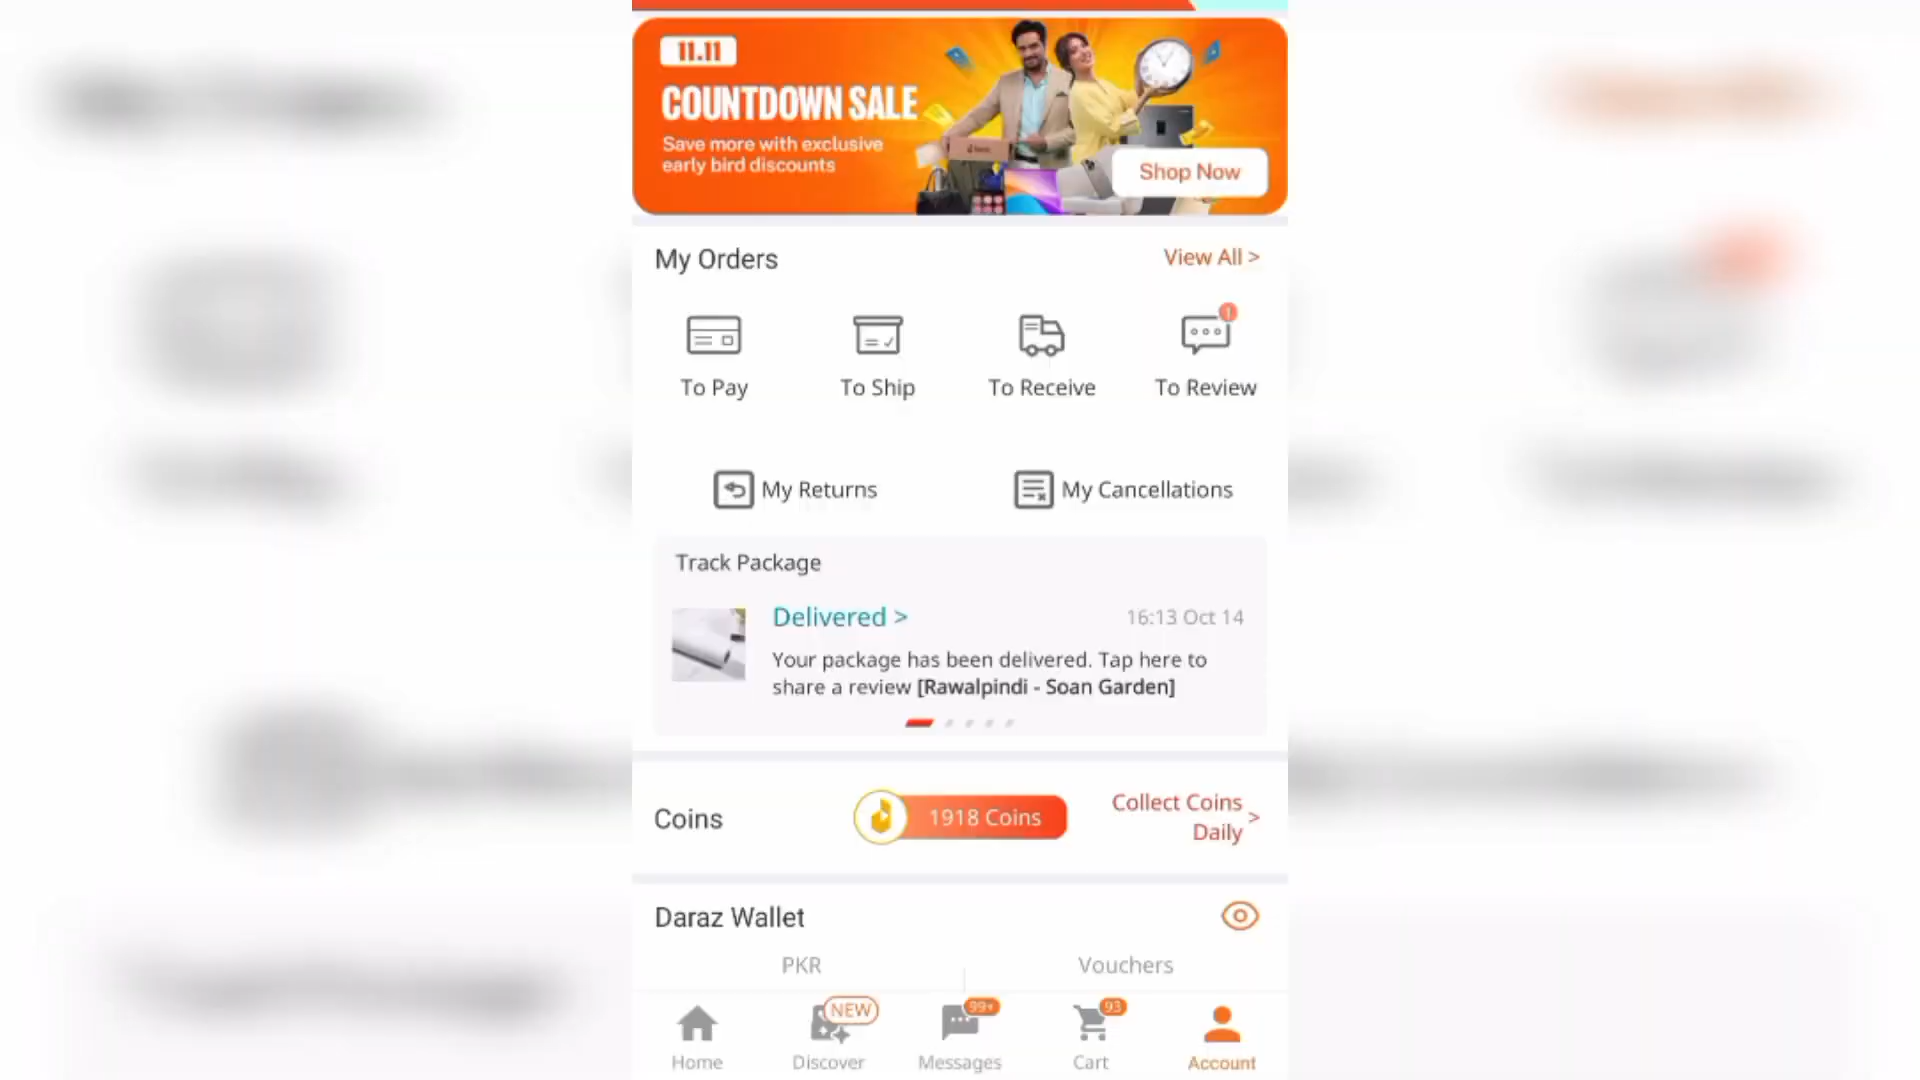 11.11
COUNTDOWN SALE
Save more with exclusive
early bird discounts
Shop Now
My Orders
View All >
1
To Pay
To Ship
To Receive
To Review
My Returns
My Cancellations
Track Package
Delivered >
16:13 Oct 14
Your package has been delivered. Tap here to
share a review [Rawalpindi - Soan Garden]
Coins
1918 Coins
Collect Coins
Daily >
Daraz Wallet
PKR
Vouchers
NEW
99+
93
Home
Discover
Messages
Cart
Account